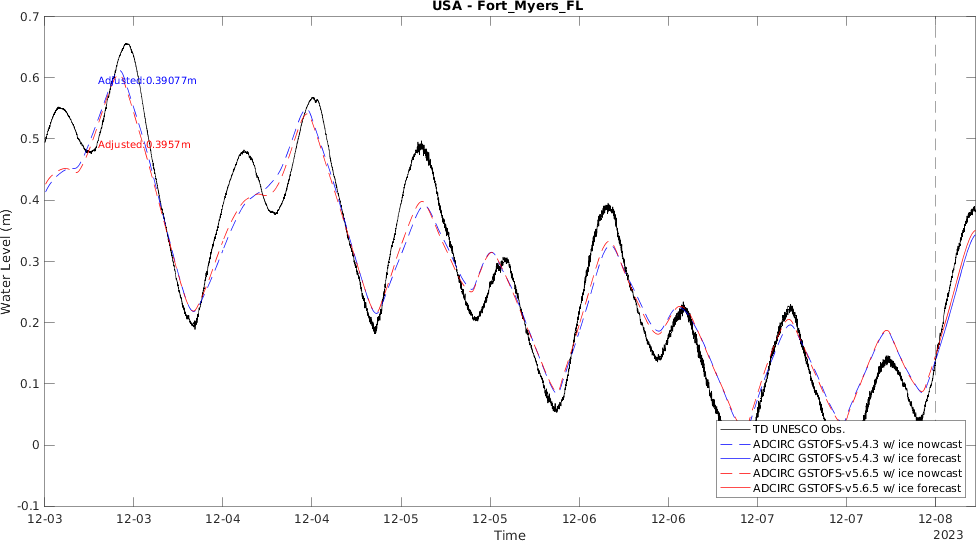 USA - Fort_Myers_FL
0.7
0.6
0.5
0.4
0.3
0.2
0.1
0
-0.1
Water Level (m)
Adjusted:0.39077m
Adjusted:0.3957m
TD UNESCO Obs.
ADCIRC GSTOFS-v5.4.3 w/ ice nowcast
ADCIRC GSTOFS-v5.4.3 w/ ice forecast
ADCIRC GSTOFS-v5.6.5 w/ ice nowcast
ADCIRC GSTOFS-v5.6.5 w/ ice forecast
12-03 12-03 12-04 12-04 12-05 12-05 12-06 12-06 12-07 12-07 12-08
Time
2023